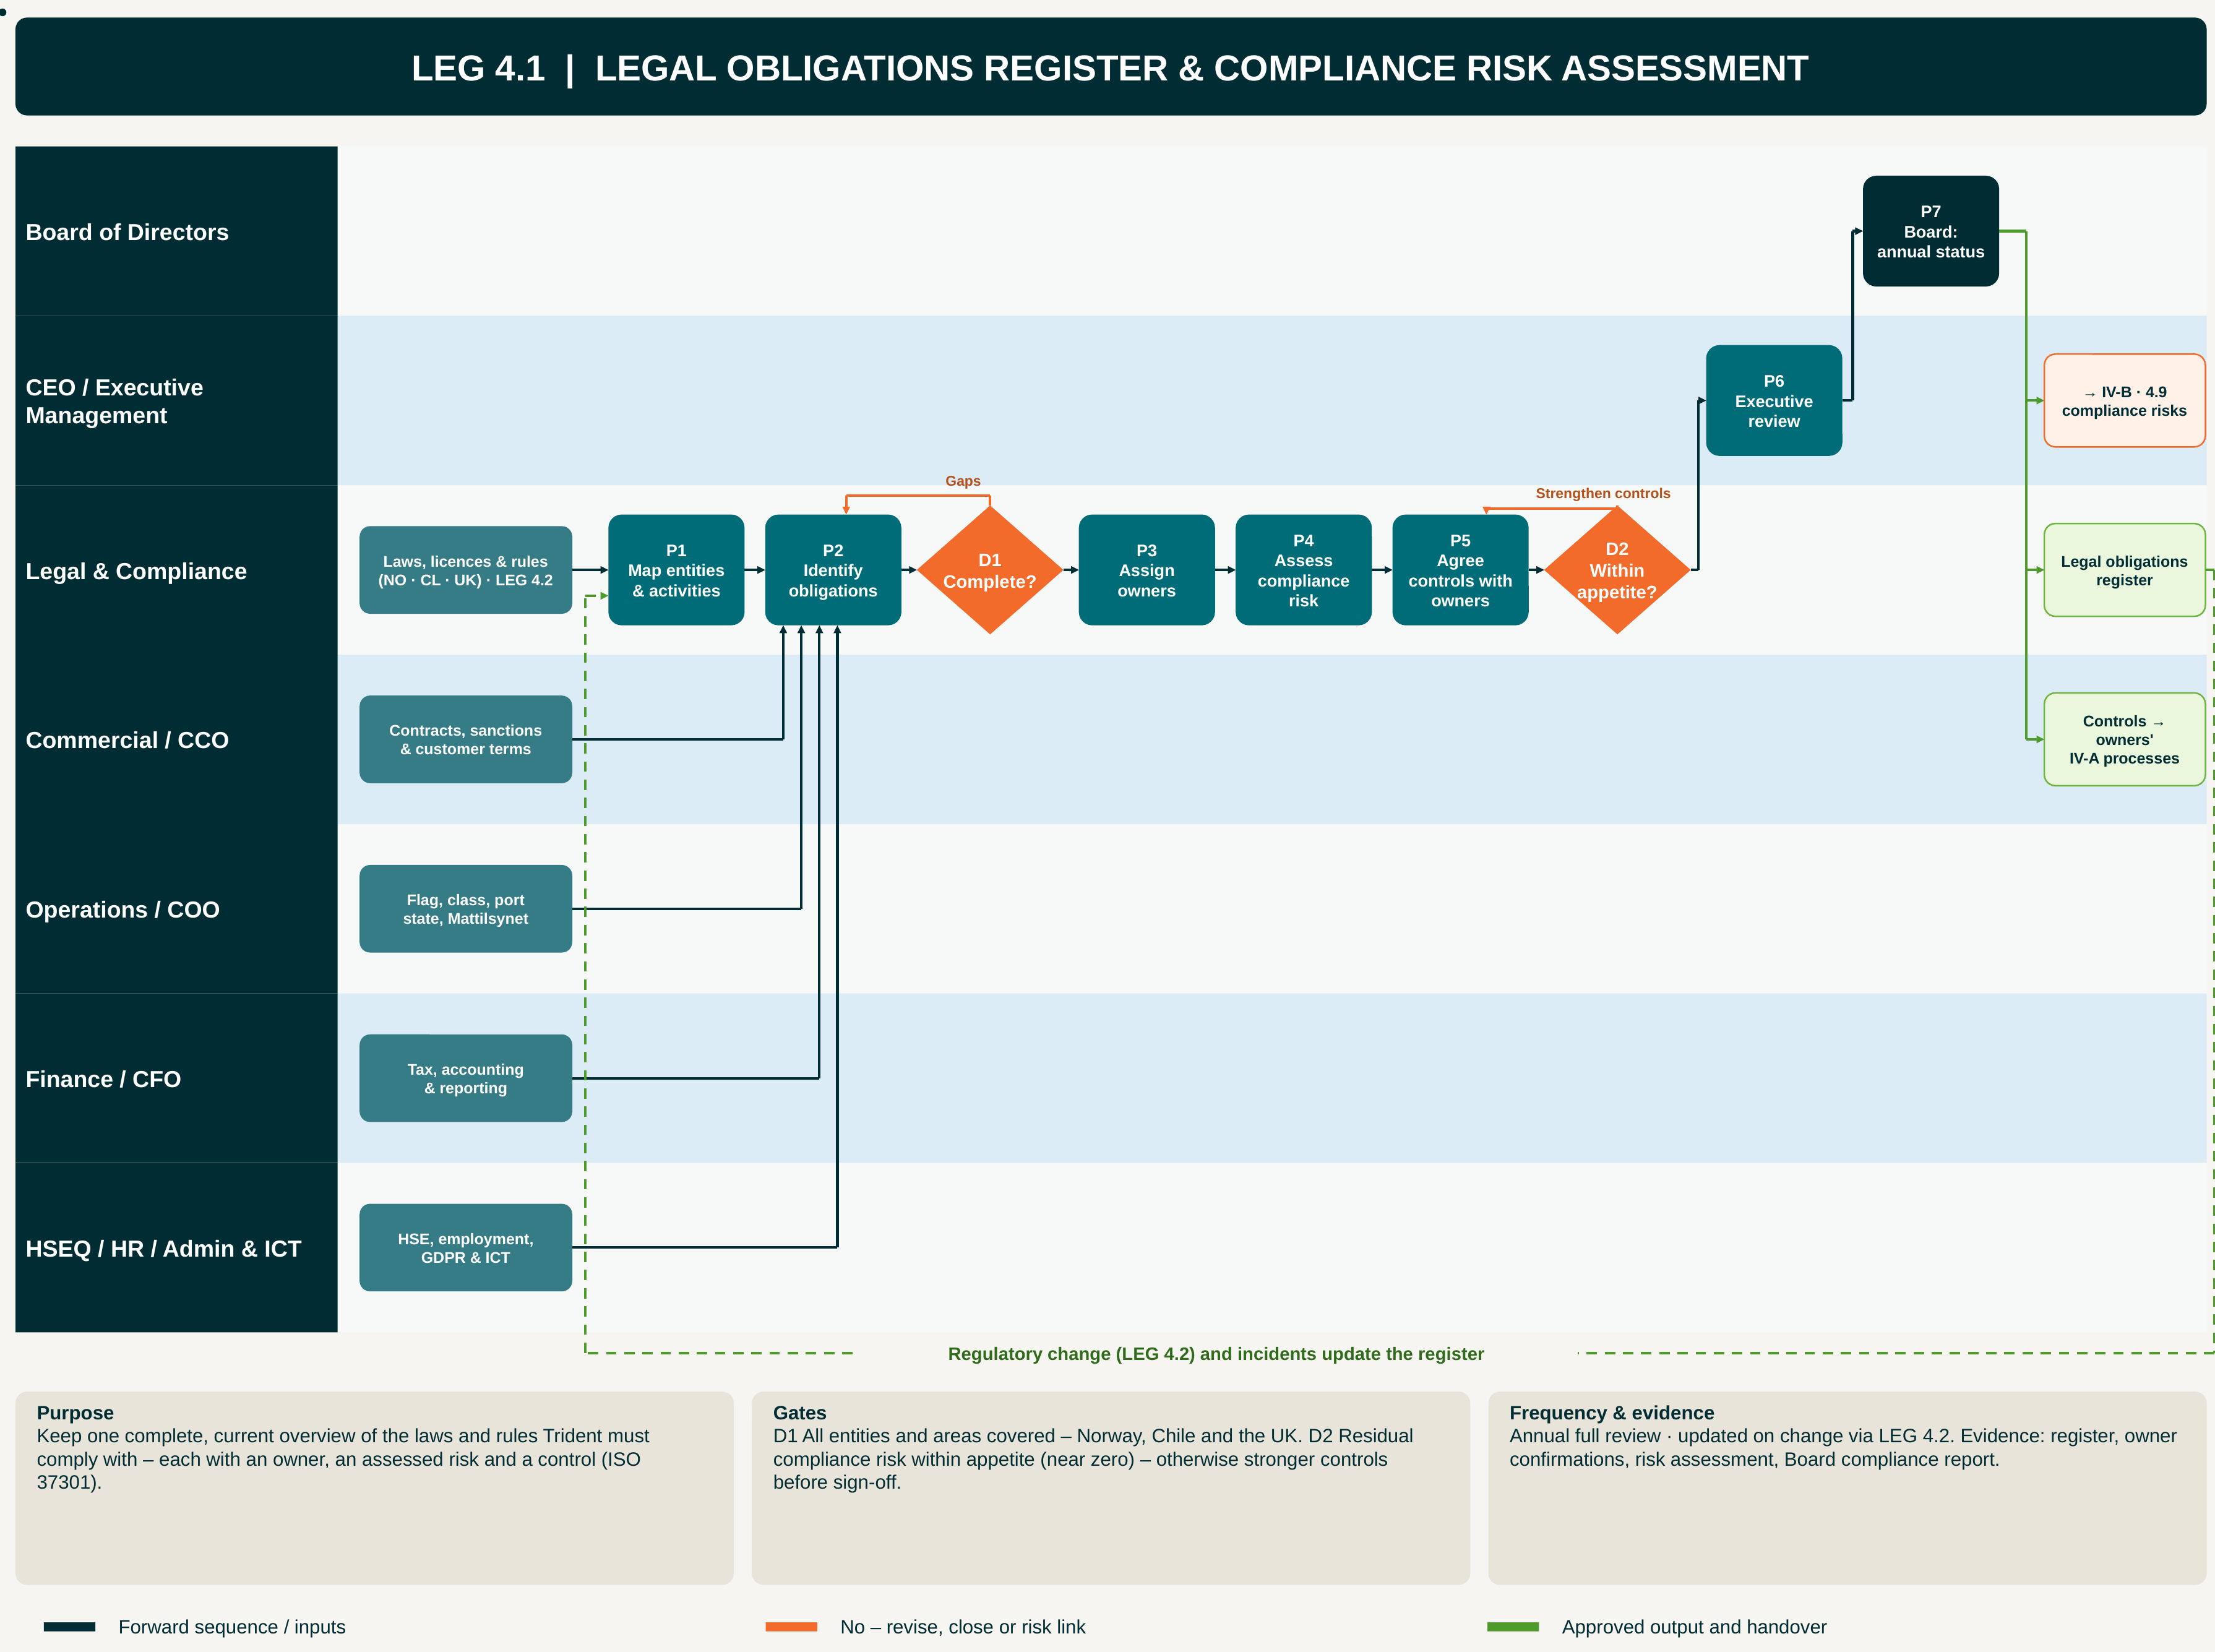 LEG 4.1 | LEGAL OBLIGATIONS REGISTER & COMPLIANCE RISK ASSESSMENT
Board of Directors
P7
Board:
annual status
CEO / Executive
Management
P6
Executive
review
→ IV-B · 4.9
compliance risks
Gaps
Strengthen controls
Legal & Compliance
Laws, licences & rules
(NO · CL · UK) · LEG 4.2
P1
Map entities
& activities
P2
Identify
obligations
D1
Complete?
P3
Assign
owners
P4
Assess
compliance
risk
P5
Agree
controls with
owners
D2
Within
appetite?
Legal obligations
register
Commercial / CCO
Contracts, sanctions
& customer terms
Controls →
owners'
IV-A processes
Operations / COO
Flag, class, port
state, Mattilsynet
Finance / CFO
Tax, accounting
& reporting
HSEQ / HR / Admin & ICT
HSE, employment,
GDPR & ICT
Regulatory change (LEG 4.2) and incidents update the register
Purpose
Keep one complete, current overview of the laws and rules Trident must
comply with – each with an owner, an assessed risk and a control (ISO
37301).
Gates
D1 All entities and areas covered – Norway, Chile and the UK. D2 Residual
compliance risk within appetite (near zero) – otherwise stronger controls
before sign-off.
Frequency & evidence
Annual full review · updated on change via LEG 4.2. Evidence: register, owner
confirmations, risk assessment, Board compliance report.
Forward sequence / inputs
No – revise, close or risk link
Approved output and handover